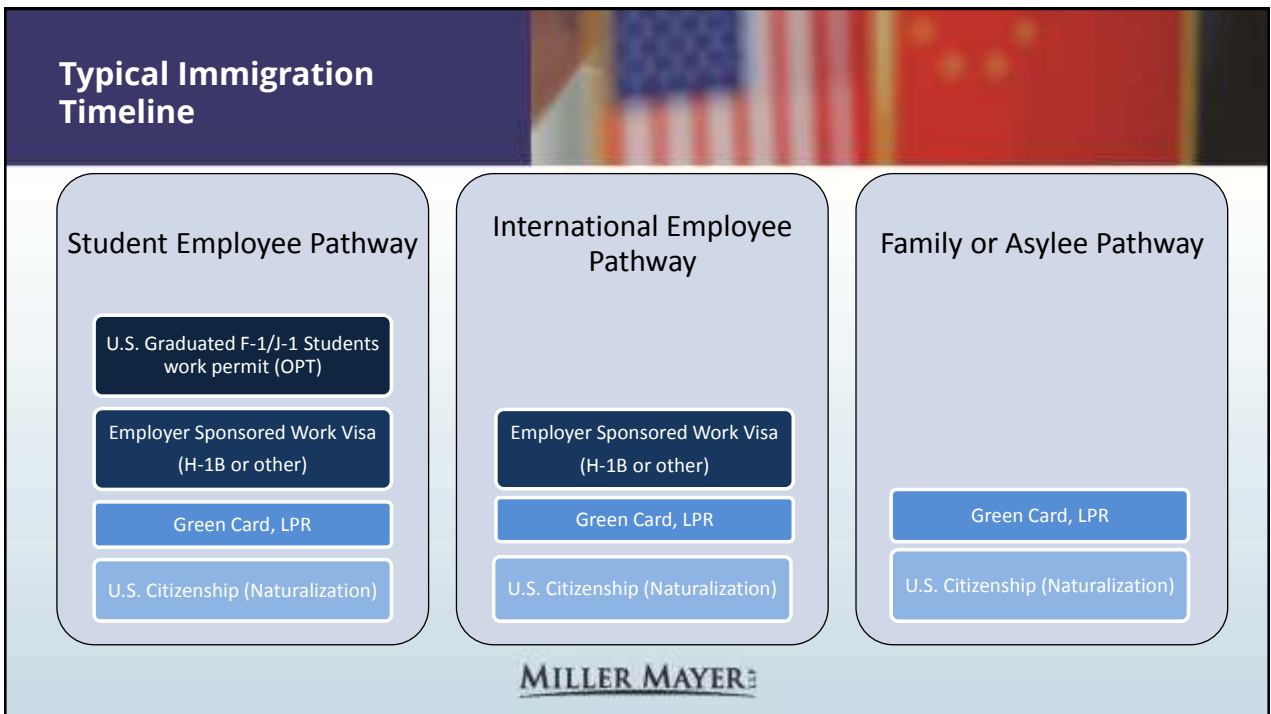 Typical Immigration
Timeline
Student Employee Pathway
U.S. Graduated F-1/J-1 Students
work permit (OPT)
Employer Sponsored Work Visa
(H-1B or other)
Green Card, LPR
U.S. Citizenship (Naturalization)
International Employee
Pathway
Employer Sponsored Work Visa
(H-1B or other)
Green Card, LPR
U.S. Citizenship (Naturalization)
Family or Asylee Pathway
Green Card, LPR
U.S. Citizenship (Naturalization)
MILLER MAYER